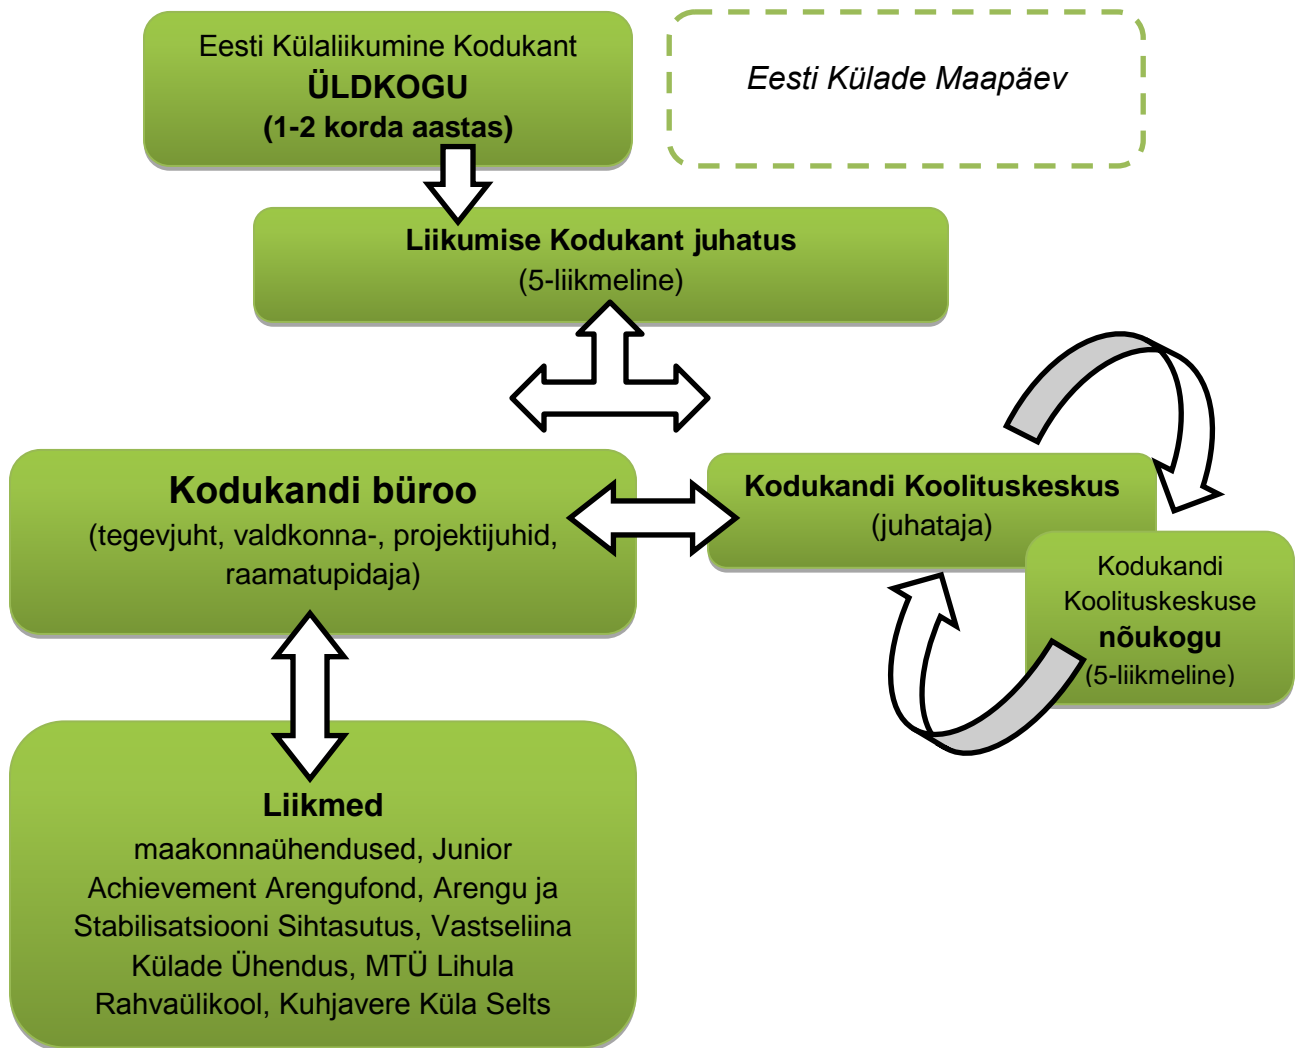 Eesti Külaliikumine Kodukant
ÜLDKOGU
(1-2 korda aastas)
Eesti Külade Maapäev
Liikumise Kodukant juhatus
(5-liikmeline)
Kodukandi büroo
(tegevjuht, valdkonna-, projektijuhid,
raamatupidaja)
Kodukandi Koolituskeskus
(juhataja)
Kodukandi
Koolituskeskuse
nõukogu
(5-liikmeline)
Liikmed
maakonnaühendused, Junior
Achievement Arengufond, Arengu ja
Stabilisatsiooni Sihtasutus, Vastseliina
Külade Ühendus, MTÜ Lihula
Rahvaülikool, Kuhjavere Küla Selts